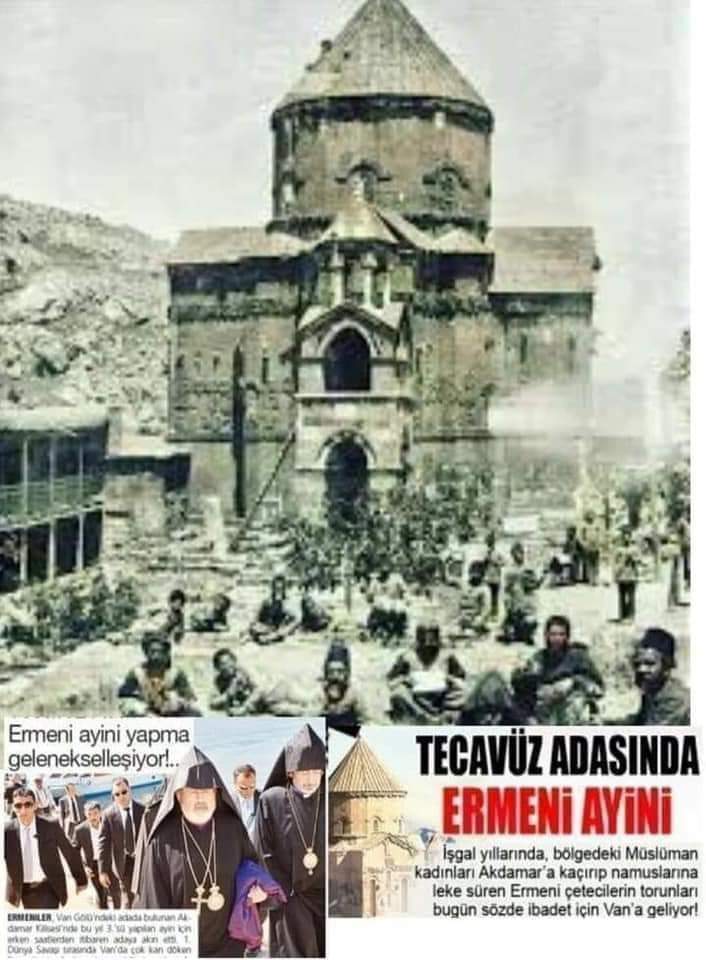 Ermeni ayini yapma
gelenekselleşiyor!..
ERMENİLER, Van Gölü'ndeki adada bulunan Ak-
damar Kilisesi'nde bu yıl 3.'sü yapılan ayin için
erken saatlerden itibaren adaya akın etti. 1.
Dünya Savaşı sırasında Van'da çok kan döken
TECAVÜZ ADASINDA
ERMENİ AYİNİ
İşgal yıllarında, bölgedeki Müslüman
kadınları Akdamar'a kaçırıp namuslarına
leke süren Ermeni çetecilerin torunları
bugün sözde ibadet için Van'a geliyor!